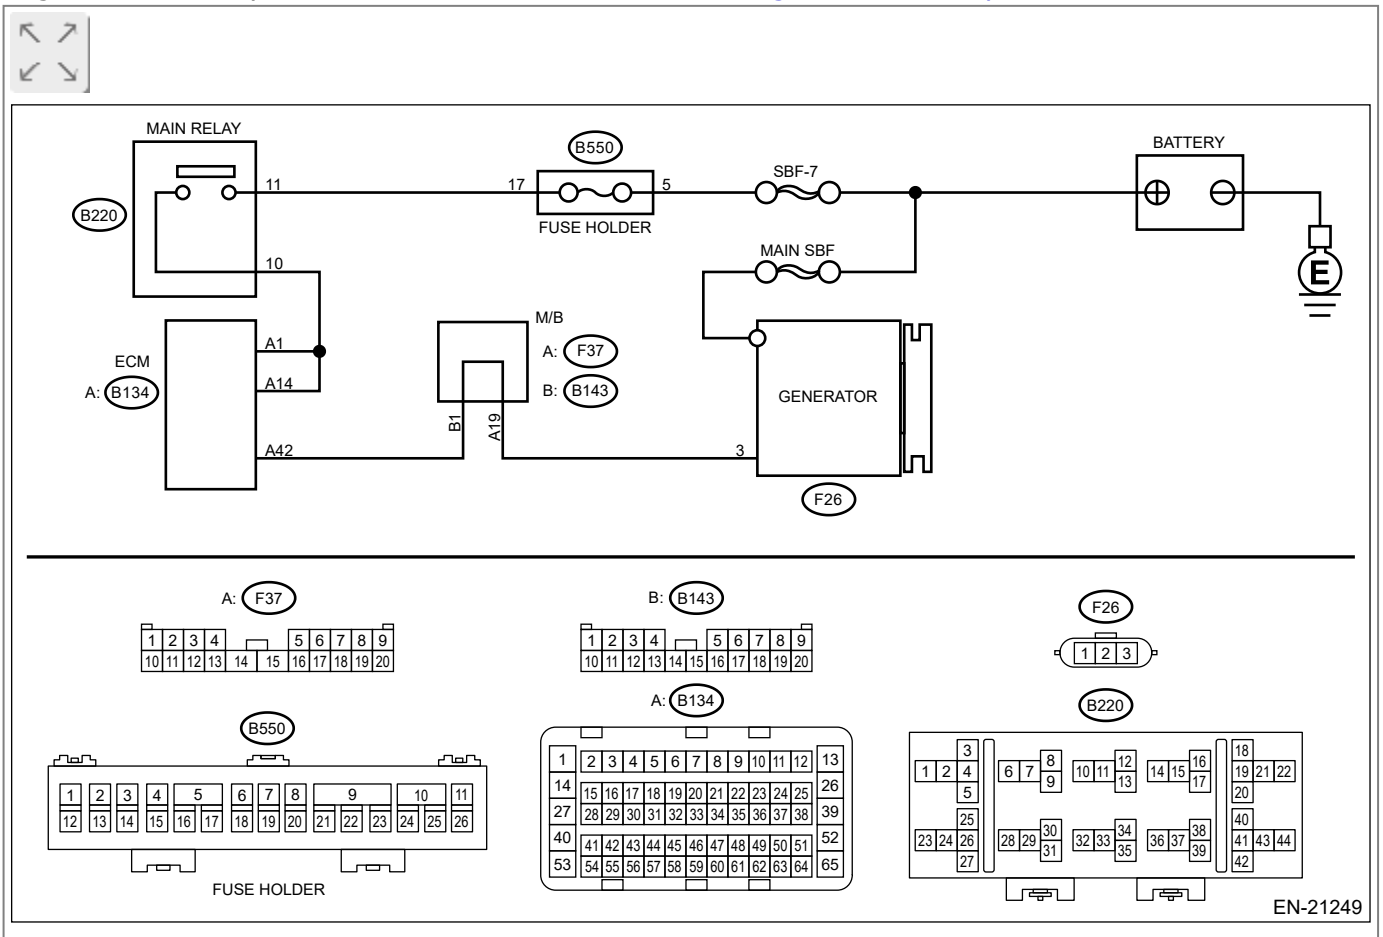 MAIN RELAY
B550
BATTERY
SBF-7
11
17
5
B220
FUSE HOLDER
MAIN SBF
10
E
M/B
A1
ECM
A: F37
A14
A: B134
B: B143
GENERATOR
B1
A19
A42
3
F26
A: F37
1 2 3 4 5 6 7 8 9
10 11 12 13 14 15 16 17 18 19 20
B: B143
1 2 3 4 5 6 7 8 9
10 11 12 13 14 15 16 17 18 19 20
F26
1 2 3
B550
1 2 3 4 5 6 7 8 9 10 11
12 13 14 15 16 17 18 19 20 21 22 23 24 25 26
FUSE HOLDER
A: B134
1 2 3 4 5 6 7 8 9 10 11 12 13
14 15 16 17 18 19 20 21 22 23 24 25 26
27 28 29 30 31 32 33 34 35 36 37 38 39
40 41 42 43 44 45 46 47 48 49 50 51 52
53 54 55 56 57 58 59 60 61 62 63 64 65
B220
3 8 12 16 18
1 2 4 6 7 10 11 14 15 19 21 22
9 13 17
5 20
25 30 34 38 40
23 24 26 28 29 32 33 36 37 41 43 44
31 35 39
27 42
EN-21249